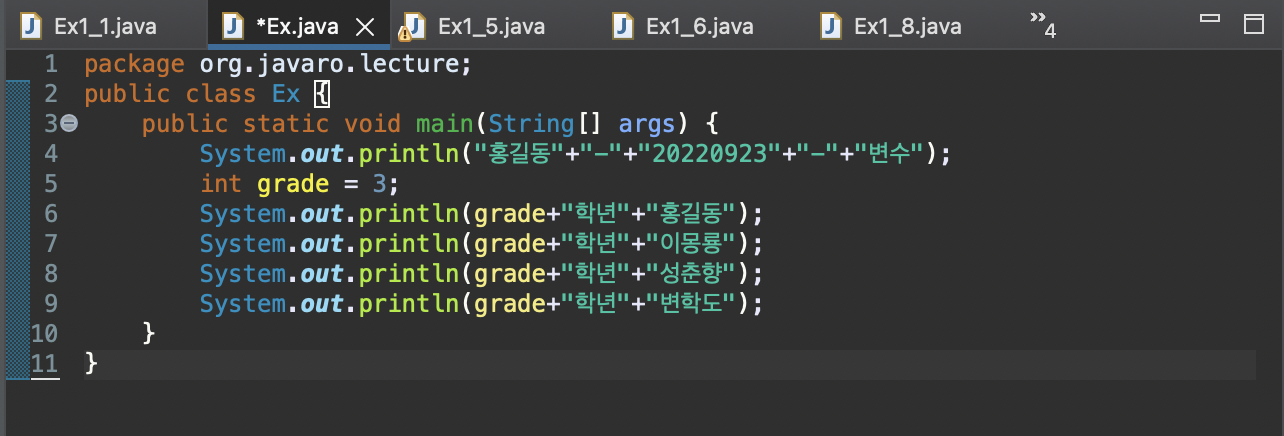 Ex1_1.java *Ex.java Ex1_5.java Ex1_6.java Ex1_8.java »4
1 package org.javaro.lecture;
2 public class Ex {
3 public static void main(String[] args) {
4 System.out.println("홍길동"+"-"+"20220923"+"-"+"변수");
5 int grade = 3;
6 System.out.println(grade+"학년"+"홍길동");
7 System.out.println(grade+"학년"+"이몽룡");
8 System.out.println(grade+"학년"+"성춘향");
9 System.out.println(grade+"학년"+"변학도");
10 }
11 }